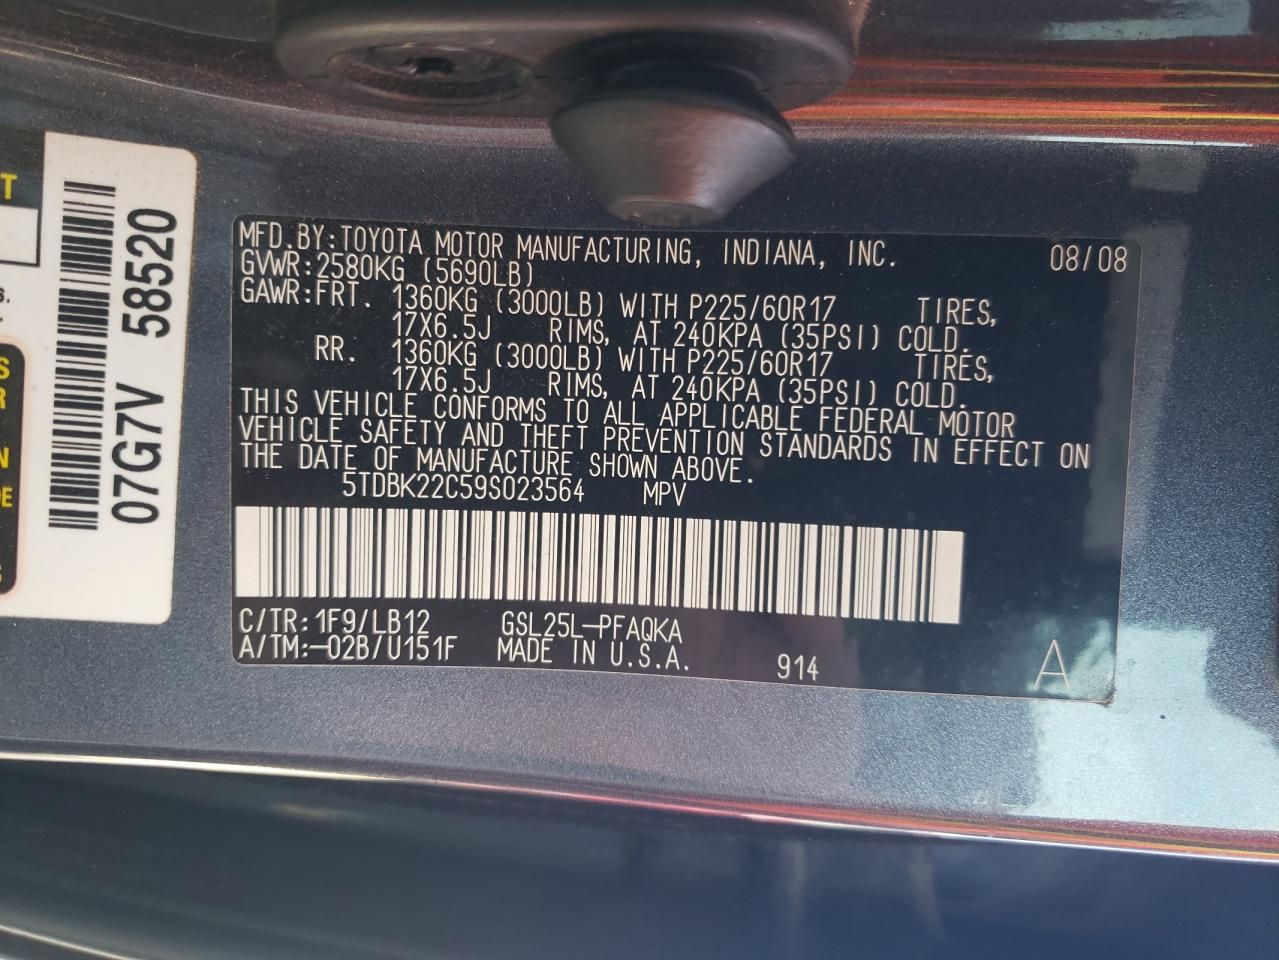 MFD.BY:TOYOTA MOTOR MANUFACTURING, INDIANA, INC. 08/08
GVWR:2580KG (5690LB)
GAWR:FRT. 1360KG (3000LB) WITH P225/60R17 TIRES,
17X6.5J RIMS, AT 240KPA (35PSI) COLD.
RR. 1360KG (3000LB) WITH P225/60R17 TIRES,
17X6.5J RIMS, AT 240KPA (35PSI) COLD.
THIS VEHICLE CONFORMS TO ALL APPLICABLE FEDERAL MOTOR
VEHICLE SAFETY AND THEFT PREVENTION STANDARDS IN EFFECT ON
THE DATE OF MANUFACTURE SHOWN ABOVE.
5TDBK22C59S023564 MPV
C/TR:1F9/LB12 GSL25L-PFAQKA
A/TM:-02B/U151F MADE IN U.S.A. 914 A
07G7V 58520